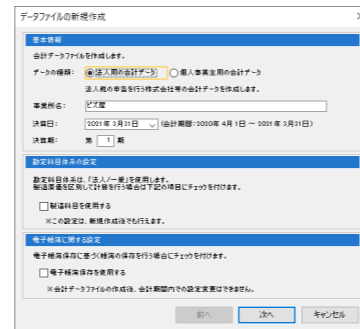 データファイルの新規作成
基本情報
会計データファイルを作成します。
データの種類: 法人用の会計データ 個人事業主用の会計データ
法人税の申告を行う株式会社等の会計データを作成します。
事業所名: ビズ屋
決算日: 2021年 3月31日 (会計期間:2020年 4月 1日 ～ 2021年 3月31日)
決算期: 第 1 期
勘定科目体系の設定
勘定科目体系は、「法人/一般」を使用します。
製造原価を区別して計算を行う場合は下記の項目にチェックを付けます。
製造科目を使用する
※この設定は、新規作成後でも行えます。
電子帳簿に関する設定
電子帳簿保存に基づく帳簿の保存を行う場合にチェックを付けます。
電子帳簿保存を使用する
※会計データファイルの作成後、会計期間内での設定変更はできません。
前へ 次へ キャンセル